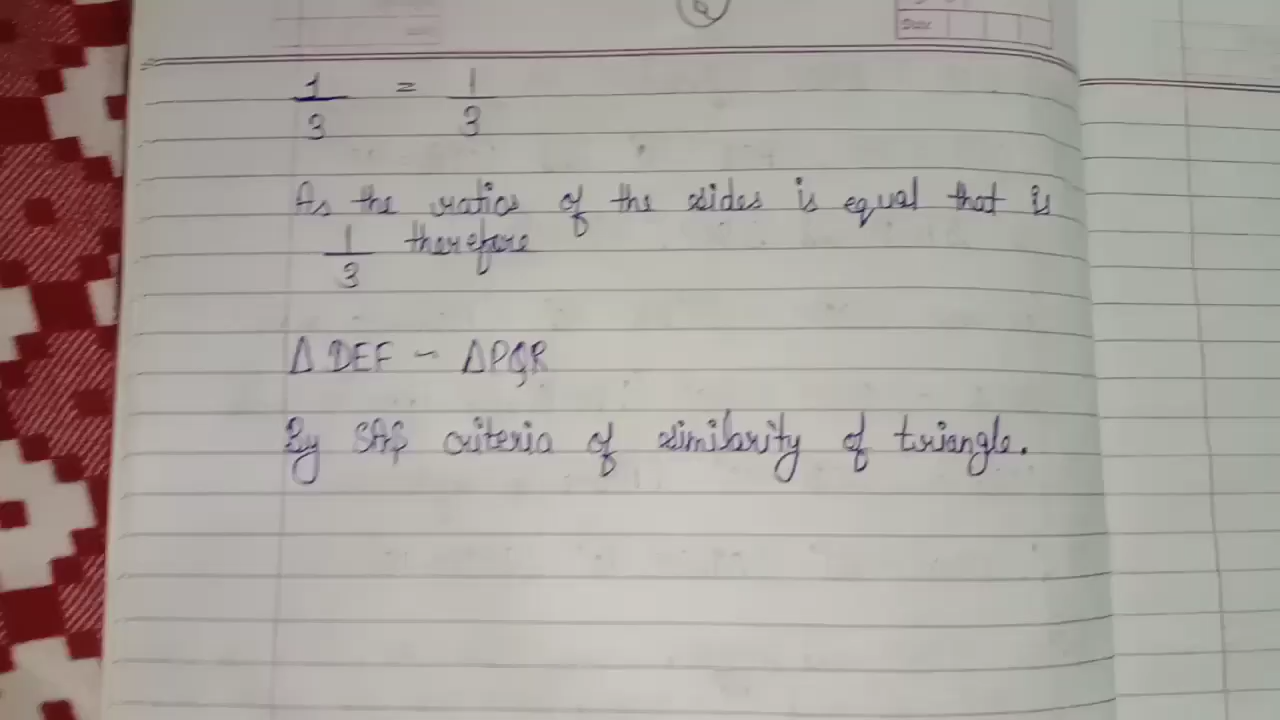 1/3 = 1/3
As the ratios of the sides is equal that is
1/3 therefore
Δ DEF ~ ΔPQR
By SAS criteria of similarity of triangle.